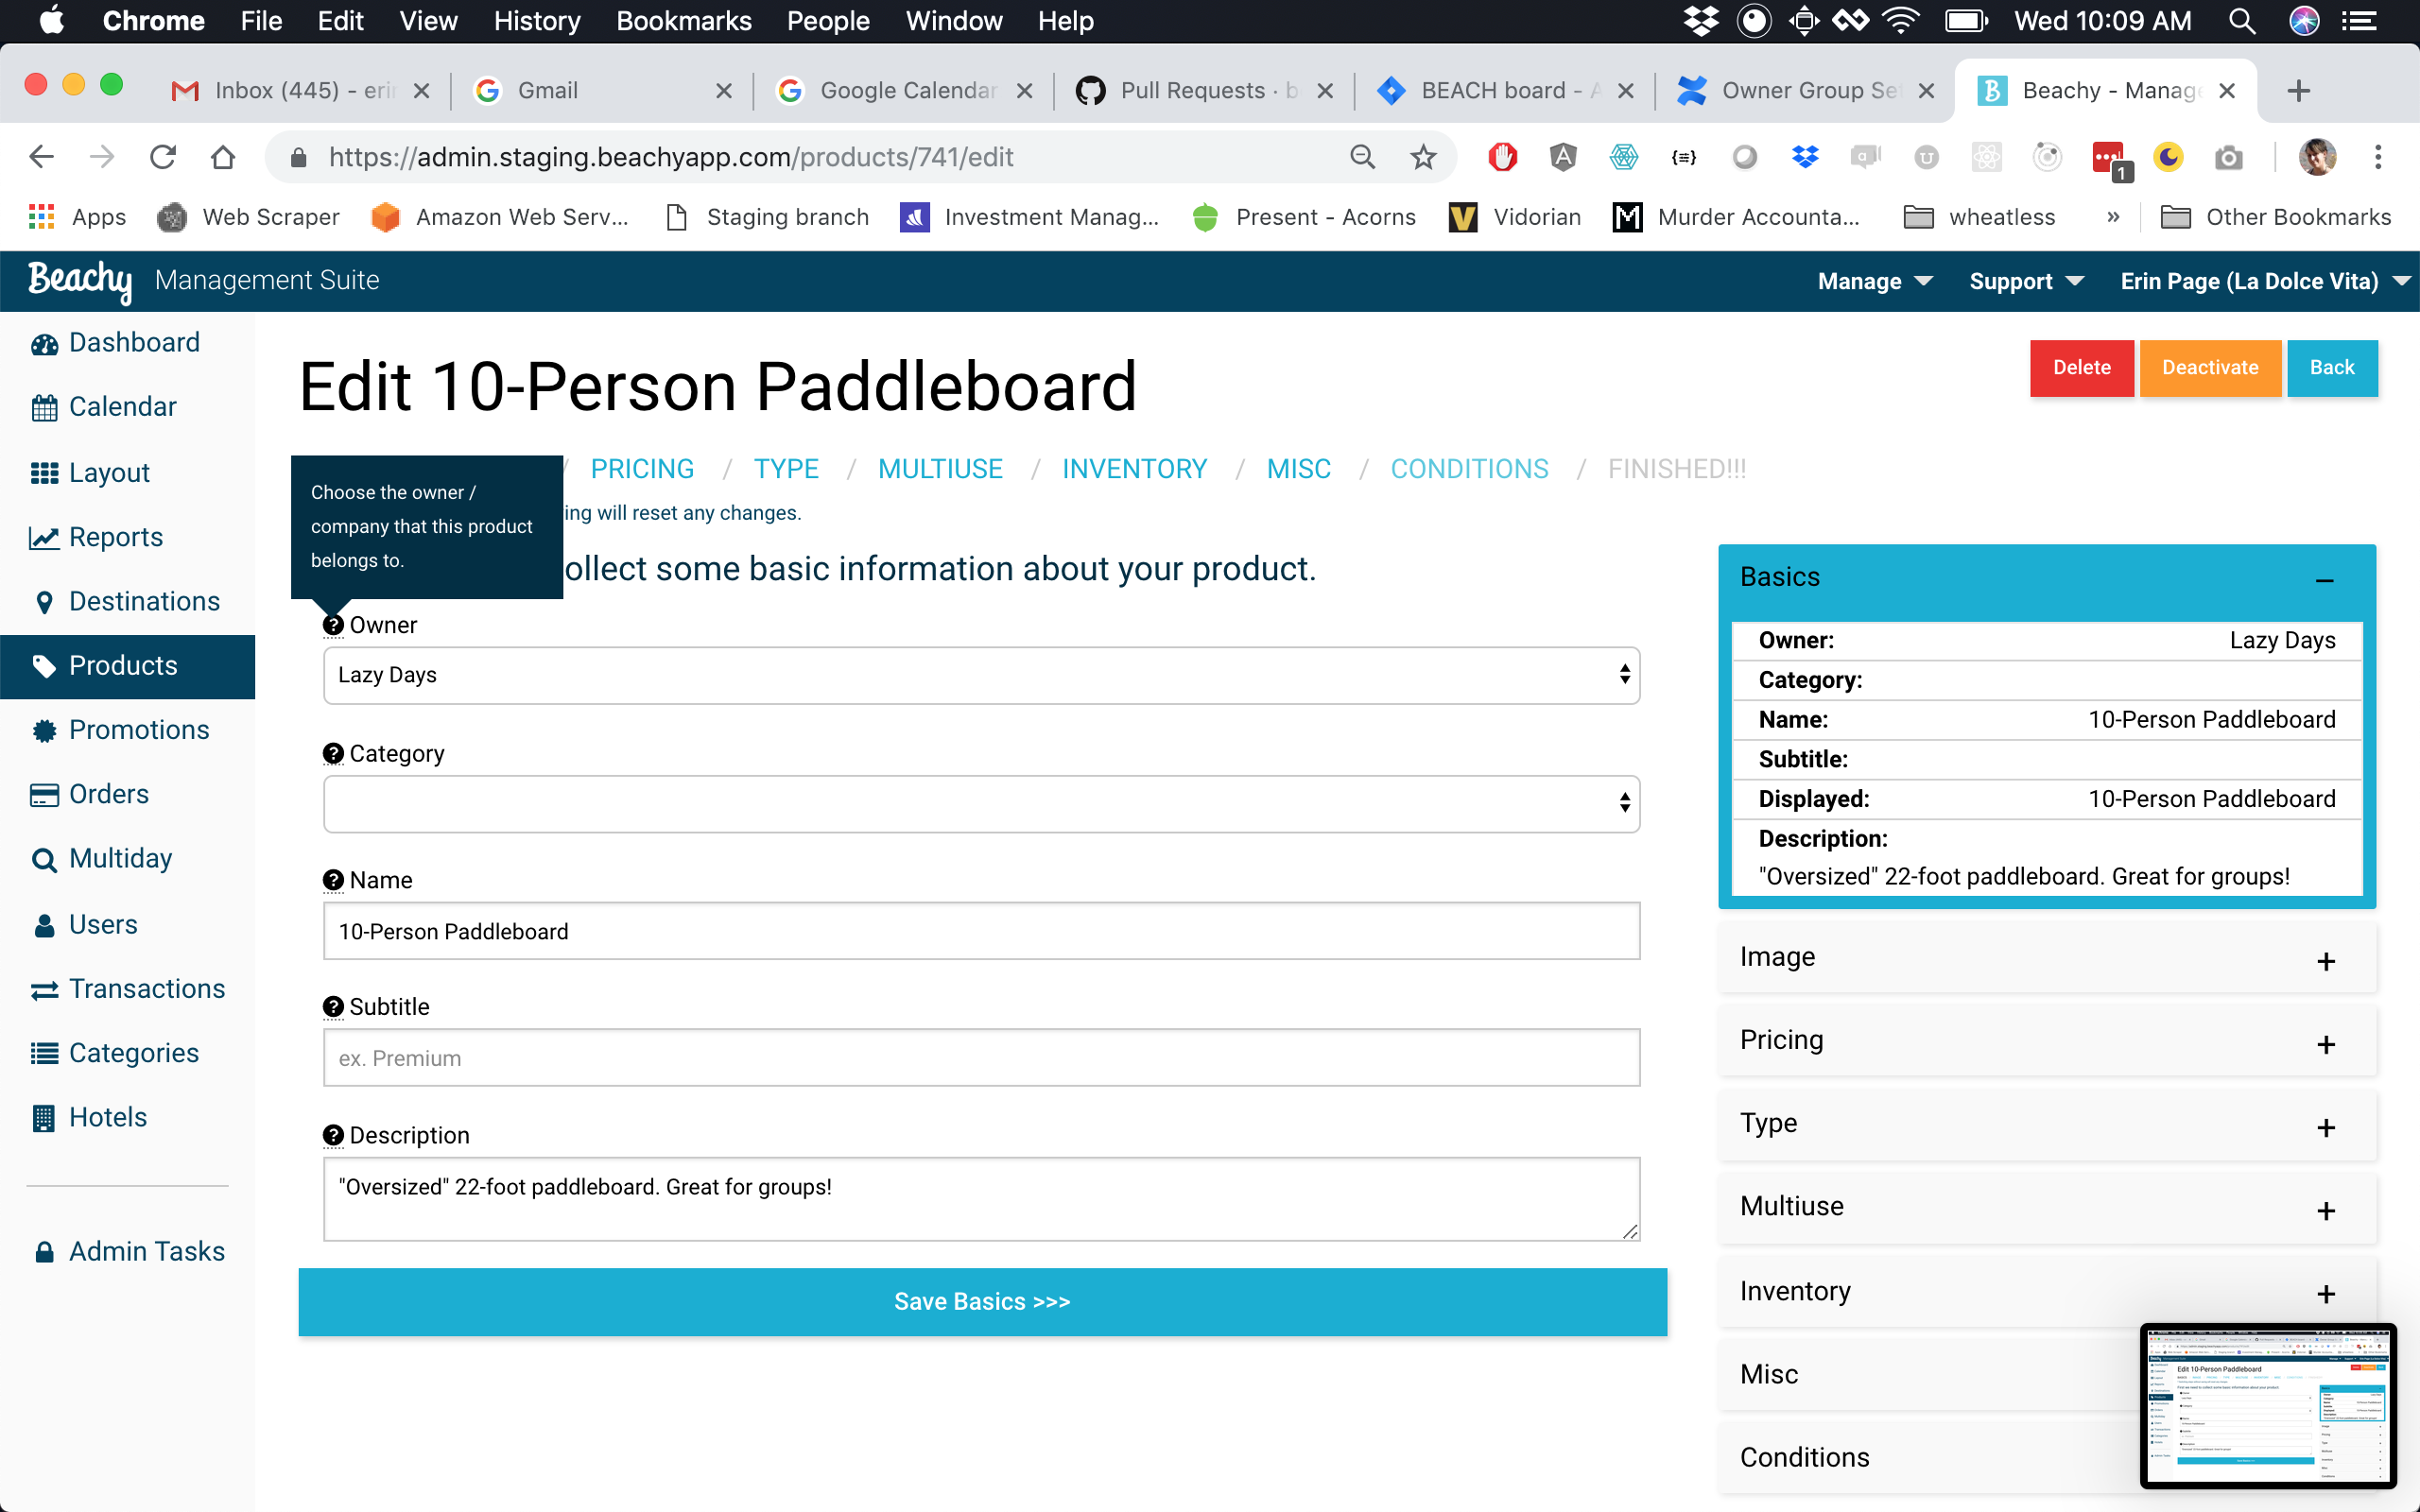 Chrome File Edit View History Bookmarks People Window Help Wed 10:09 AM
Inbox (445) - erin Gmail Google Calendar Pull Requests · b BEACH board - A Owner Group Set Beachy - Manage
https://admin.staging.beachyapp.com/products/741/edit
1
Apps Web Scraper Amazon Web Serv... Staging branch Investment Manag... Present - Acorns Vidorian Murder Accounta... wheatless » Other Bookmarks
Beachy Management Suite Manage Support Erin Page (La Dolce Vita)
Dashboard
Calendar
Layout
Reports
Destinations
Products
Promotions
Orders
Multiday
Users
Transactions
Categories
Hotels
Admin Tasks
Edit 10-Person Paddleboard
Delete Deactivate Back
/ PRICING / TYPE / MULTIUSE / INVENTORY / MISC / CONDITIONS / FINISHED!!!
Choose the owner /
company that this product
belongs to.
ing will reset any changes.
ollect some basic information about your product.
Owner
Lazy Days
Category
Name
10-Person Paddleboard
Subtitle
ex. Premium
Description
"Oversized" 22-foot paddleboard. Great for groups!
Save Basics >>>
Basics
Owner: Lazy Days
Category:
Name: 10-Person Paddleboard
Subtitle:
Displayed: 10-Person Paddleboard
Description:
"Oversized" 22-foot paddleboard. Great for groups!
Image
Pricing
Type
Multiuse
Inventory
Misc
Conditions
Edit 10-Person Paddleboard